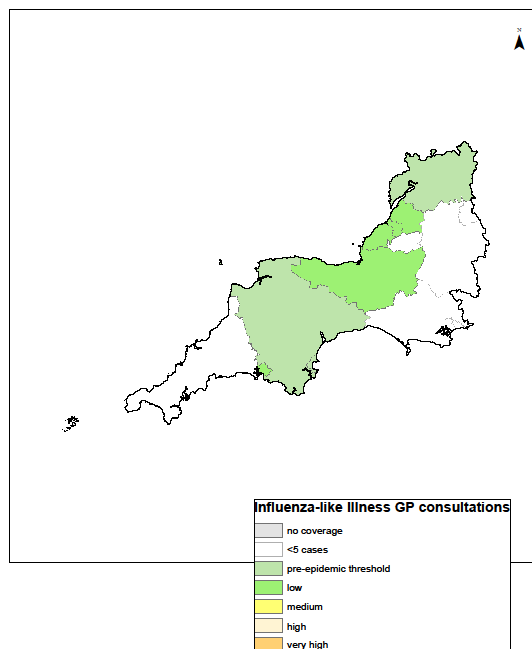 N
Influenza-like Illness GP consultations
no coverage
<5 cases
pre-epidemic threshold
low
medium
high
very high